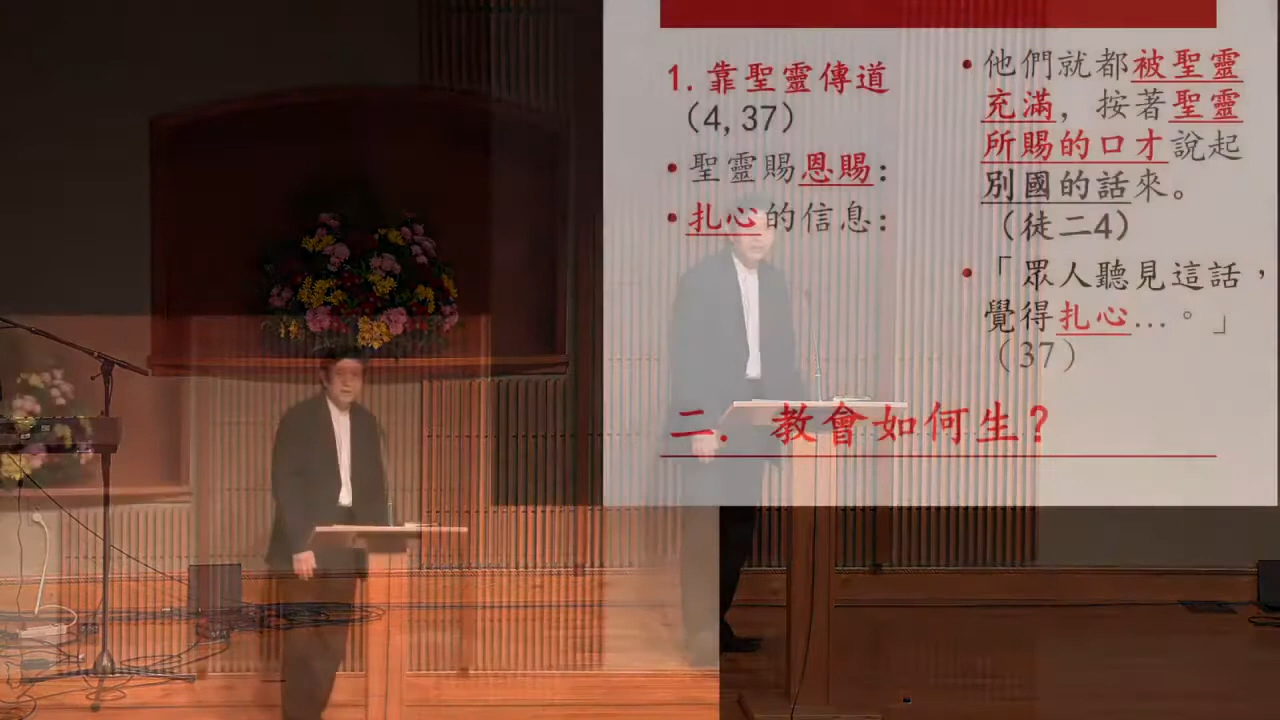 1. 靠聖靈傳道
（4, 37）
• 聖靈賜恩賜：
• 扎心的信息：
• 他們就都被聖靈
充滿，按著聖靈
所賜的口才說起
別國的話來。
（徒二4）
• 「眾人聽見這話，
覺得扎心…。」
（37）
二. 教會如何生？